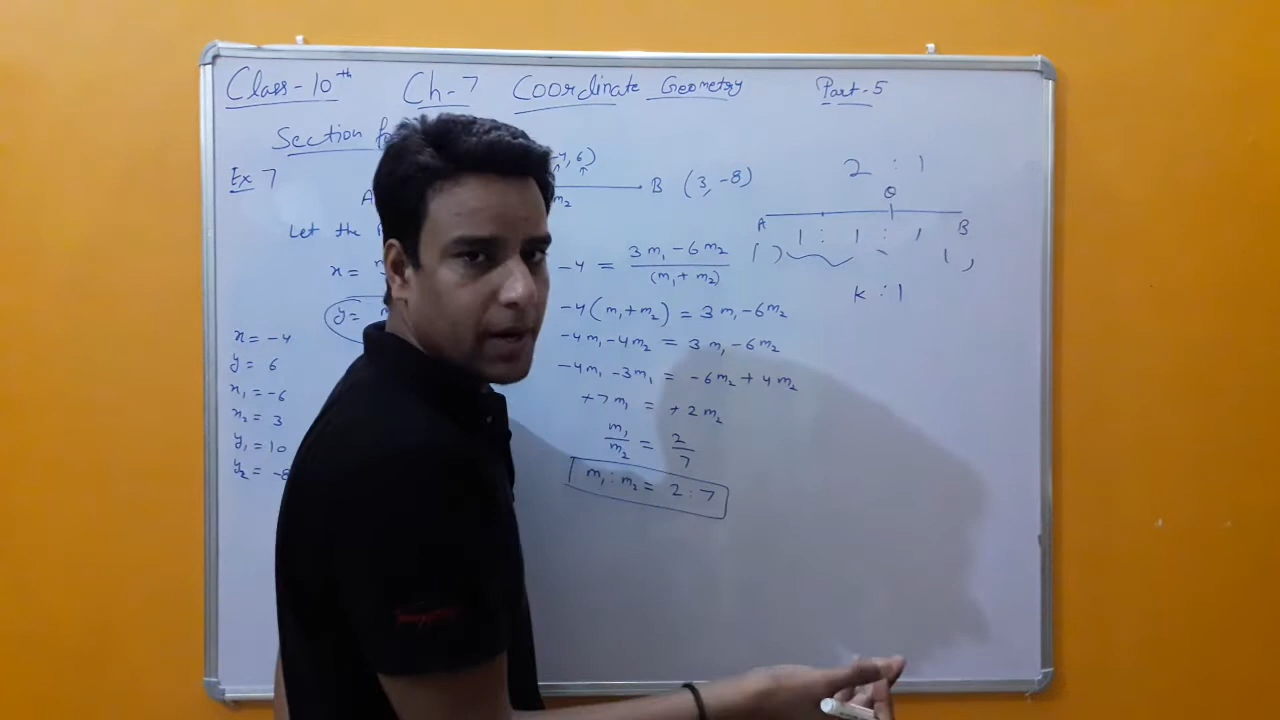 Class-10th Ch-7 Coordinate Geometry Part-5
Section
Ex 7
A
6)
B (3, -8)
m2
Let the
x =
y =
x = -4
y = 6
x1 = -6
x2 = 3
y1 = 10
y2 = -8
-4 = 3m1 - 6m2 / (m1 + m2)
-4(m1 + m2) = 3m1 - 6m2
-4m1 - 4m2 = 3m1 - 6m2
-4m1 - 3m1 = -6m2 + 4m2
+7m1 = +2m2
m1/m2 = 2/7
m1 : m2 = 2 : 7
2 : 1
Q
A B
1 : 1 : 1
K : 1